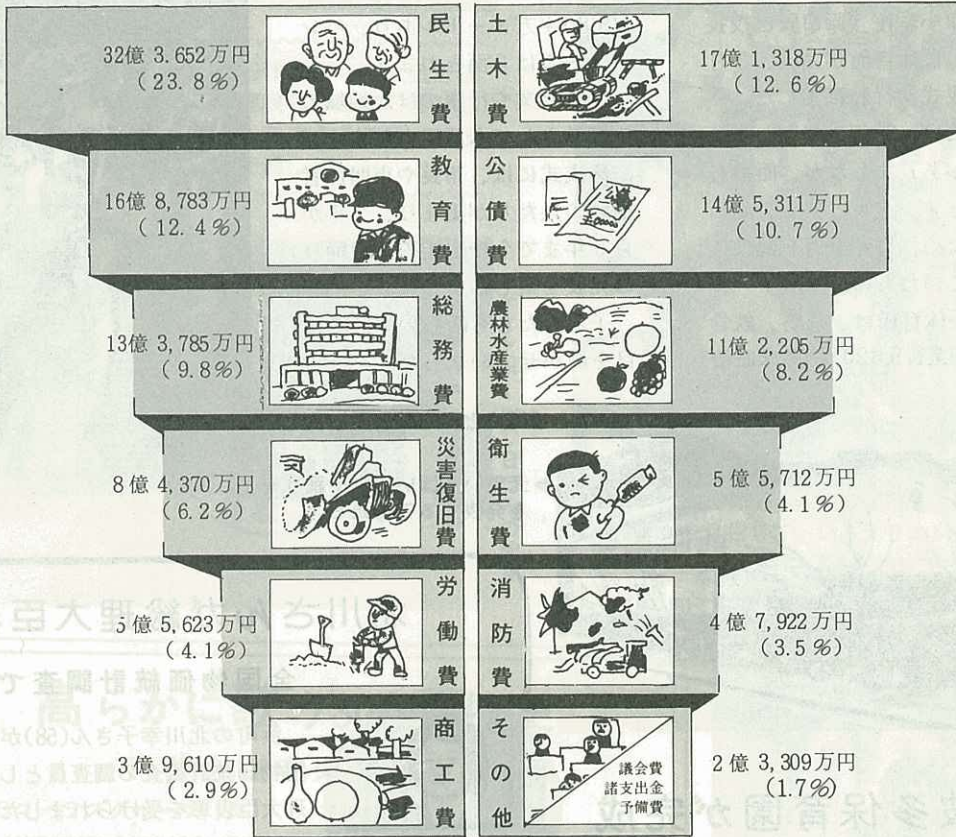 民生費
32億 3.652万円
(23.8%)
土木費
17億 1,318万円
(12.6%)
教育費
16億 8,783万円
(12.4%)
公債費
14億 5,311万円
(10.7%)
総務費
13億 3,785万円
(9.8%)
農林水産業費
11億 2,205万円
(8.2%)
災害復旧費
8億 4,370万円
(6.2%)
衛生費
5億 5,712万円
(4.1%)
労働費
5億 5,623万円
(4.1%)
消防費
4億 7,922万円
(3.5%)
商工費
3億 9,610万円
(2.9%)
その他
議会費
諸支出金
予備費
2億 3,309万円
(1.7%)